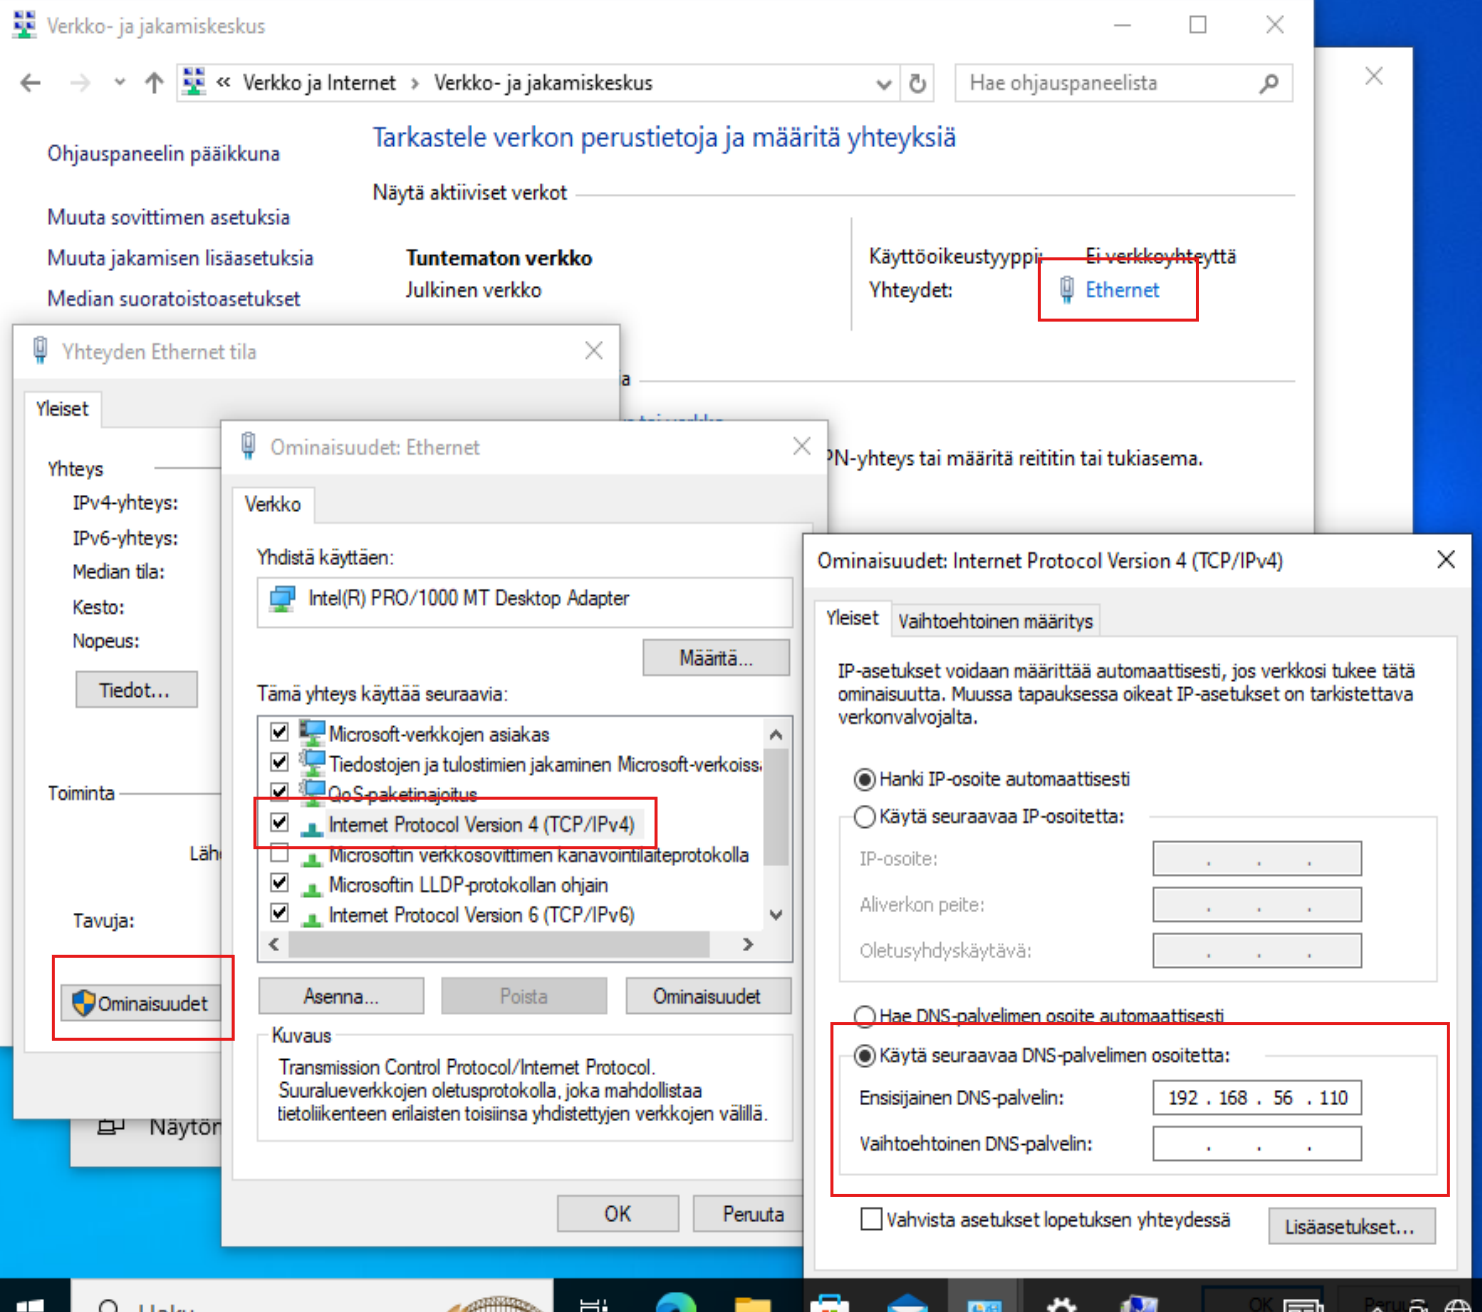 Verkko- ja jakamiskeskus
« Verkko ja Internet › Verkko- ja jakamiskeskus
Hae ohjauspaneelista
Ohjauspaneelin pääikkuna
Muuta sovittimen asetuksia
Muuta jakamisen lisäasetuksia
Median suoratoistoasetukset
Tarkastele verkon perustietoja ja määritä yhteyksiä
Näytä aktiiviset verkot
Tuntematon verkko
Julkinen verkko
Käyttöoikeustyyppi: Ei verkkoyhteyttä
Yhteydet: Ethernet
PN-yhteys tai määritä reititin tai tukiasema.
Yhteyden Ethernet tila
Yleiset
Yhteys
IPv4-yhteys:
IPv6-yhteys:
Median tila:
Kesto:
Nopeus:
Tiedot...
Toiminta
Läh
Tavuja:
Ominaisuudet
Näytön
Ominaisuudet: Ethernet
Verkko
Yhdistä käyttäen:
Intel(R) PRO/1000 MT Desktop Adapter
Määritä...
Tämä yhteys käyttää seuraavia:
Microsoft-verkkojen asiakas
Tiedostojen ja tulostimien jakaminen Microsoft-verkoiss
QoS-paketinajoitus
Internet Protocol Version 4 (TCP/IPv4)
Microsoftin verkkosovittimen kanavointilaiteprotokolla
Microsoftin LLDP-protokollan ohjain
Internet Protocol Version 6 (TCP/IPv6)
Asenna...
Poista
Ominaisuudet
Kuvaus
Transmission Control Protocol/Internet Protocol.
Suuralueverkkojen oletusprotokolla, joka mahdollistaa
tietoliikenteen erilaisten toisiinsa yhdistettyjen verkkojen välillä.
OK
Peruuta
Ominaisuudet: Internet Protocol Version 4 (TCP/IPv4)
Yleiset
Vaihtoehtoinen määritys
IP-asetukset voidaan määrittää automaattisesti, jos verkkosi tukee tätä
ominaisuutta. Muussa tapauksessa oikeat IP-asetukset on tarkistettava
verkonvalvojalta.
Hanki IP-osoite automaattisesti
Käytä seuraavaa IP-osoitetta:
IP-osoite:
Aliverkon peite:
Oletusyhdyskäytävä:
Hae DNS-palvelimen osoite automaattisesti
Käytä seuraavaa DNS-palvelimen osoitetta:
Ensisijainen DNS-palvelin: 192 . 168 . 56 . 110
Vaihtoehtoinen DNS-palvelin:
Vahvista asetukset lopetuksen yhteydessä
Lisäasetukset...
OK